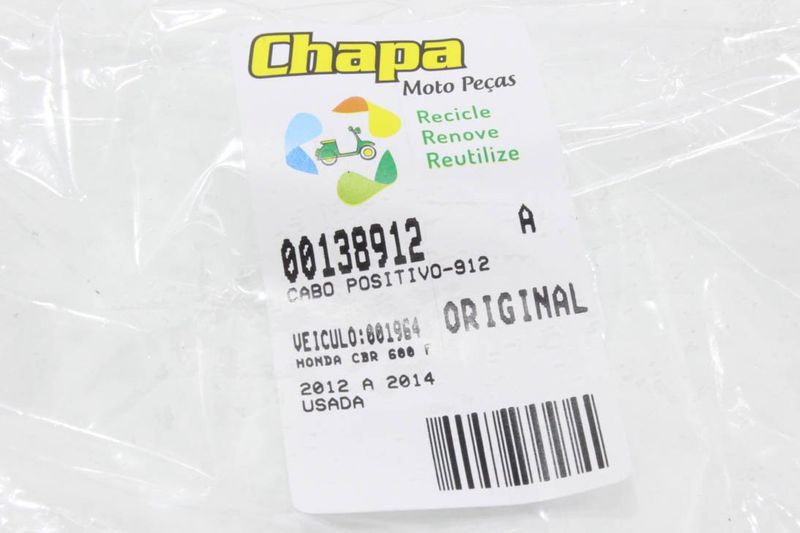 Chapa
Moto Peças
Recicle
Renove
Reutilize
00138912 A
CABO POSITIVO-912
VEICULO:001964 ORIGINAL
HONDA CBR 600 F
2012 A 2014
USADA